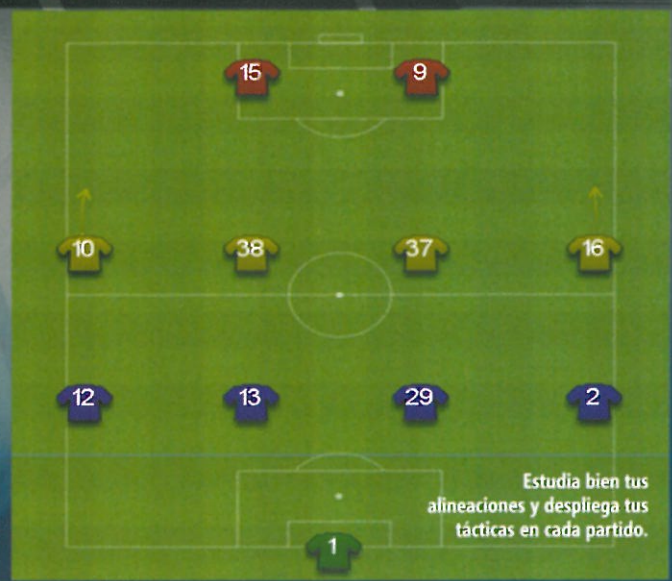 15 9
10 38 37 16
12 13 29 2
Estudia bien tus
alineaciones y despliega tus
tácticas en cada partido.
1